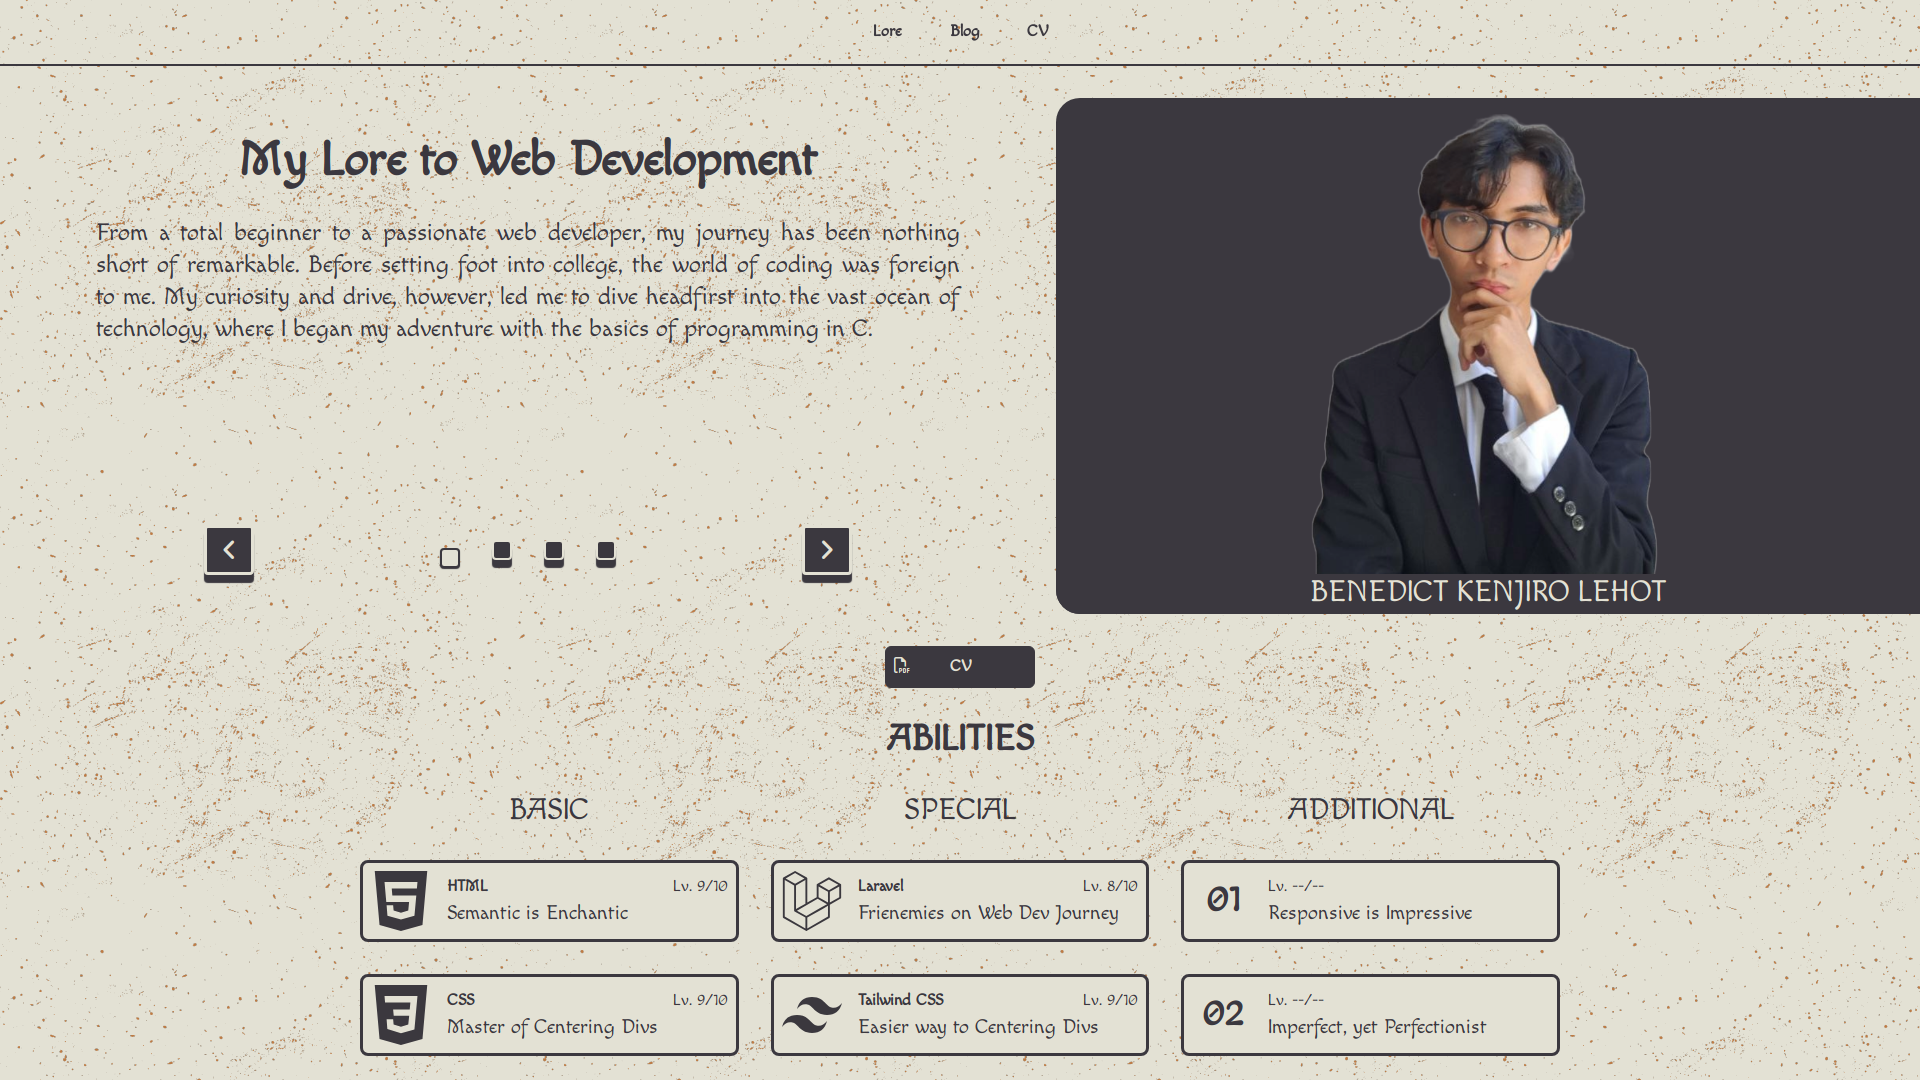 Lore Blog CV
My Lore to Web Development
From a total beginner to a passionate web developer, my journey has been nothing
short of remarkable. Before setting foot into college, the world of coding was foreign
to me. My curiosity and drive, however, led me to dive headfirst into the vast ocean of
technology, where I began my adventure with the basics of programming in C.
BENEDICT KENJIRO LEHOT
PDF CV
ABILITIES
BASIC
HTML Lv. 9/10
Semantic is Enchantic
CSS Lv. 9/10
Master of Centering Divs
SPECIAL
Laravel Lv. 8/10
Frienemies on Web Dev Journey
Tailwind CSS Lv. 9/10
Easier way to Centering Divs
ADDITIONAL
01 Lv. --/--
Responsive is Impressive
02 Lv. --/--
Imperfect, yet Perfectionist